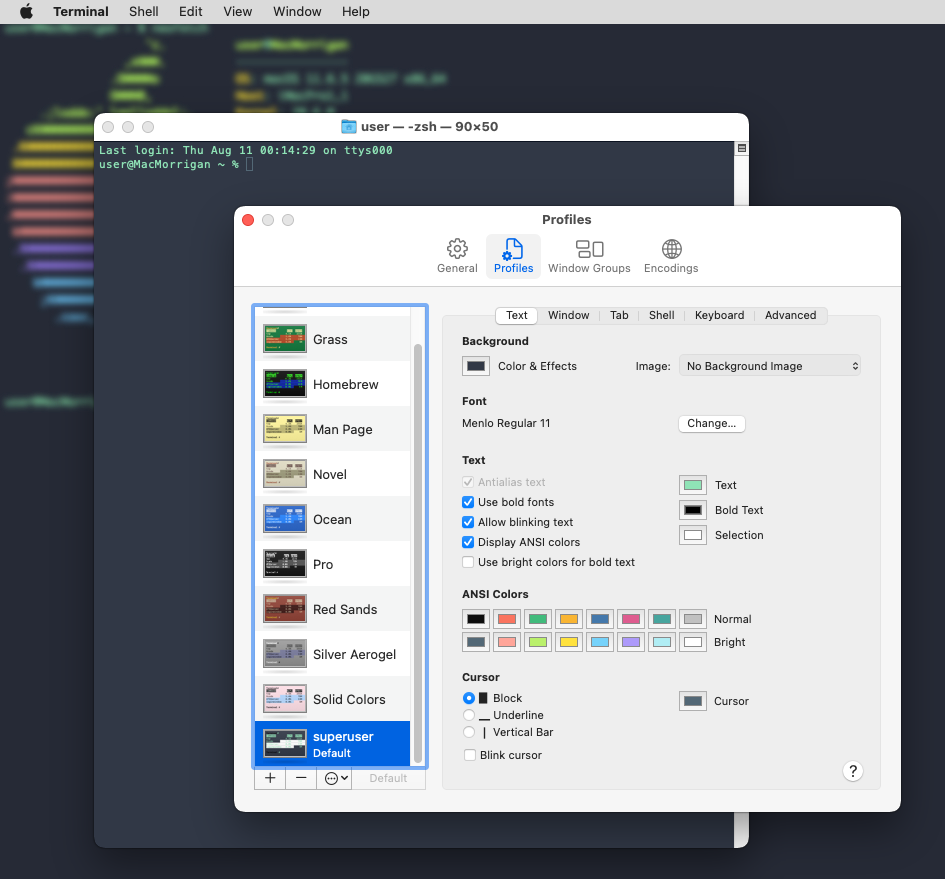 Terminal Shell Edit View Window Help
user — -zsh — 90×50
Last login: Thu Aug 11 00:14:29 on ttys000
user@MacMorrigan ~ %
Profiles
General Profiles Window Groups Encodings
Grass
Homebrew
Man Page
Novel
Ocean
Pro
Red Sands
Silver Aerogel
Solid Colors
superuser
Default
+ − Default
Text Window Tab Shell Keyboard Advanced
Background
Color & Effects Image: No Background Image
Font
Menlo Regular 11 Change...
Text
Antialias text
Use bold fonts
Allow blinking text
Display ANSI colors
Use bright colors for bold text
Text
Bold Text
Selection
ANSI Colors
Normal
Bright
Cursor
Block
Underline
Vertical Bar
Blink cursor
Cursor
?